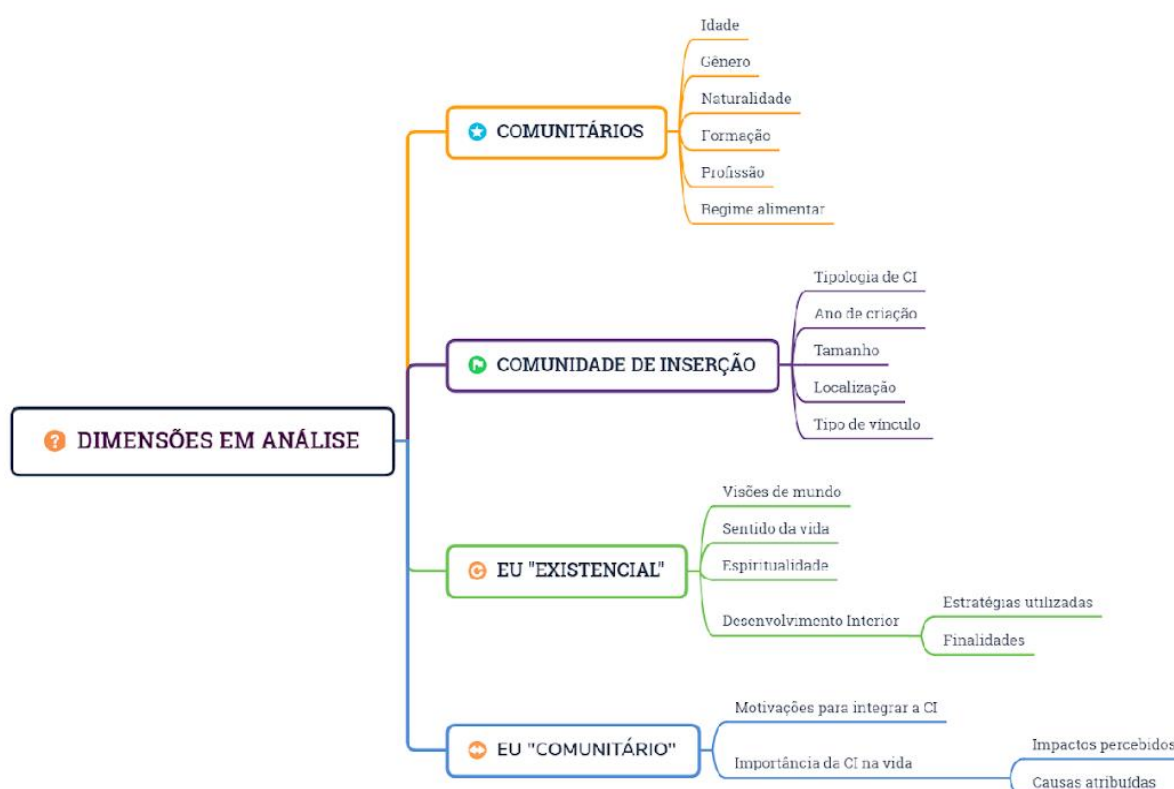 DIMENSÕES EM ANÁLISE
COMUNITÁRIOS
Idade
Gênero
Naturalidade
Formação
Profissão
Regime alimentar
COMUNIDADE DE INSERÇÃO
Tipologia de CI
Ano de criação
Tamanho
Localização
Tipo de vínculo
EU "EXISTENCIAL"
Visões de mundo
Sentido da vida
Espiritualidade
Desenvolvimento Interior
Estratégias utilizadas
Finalidades
EU "COMUNITÁRIO"
Motivações para integrar a CI
Importância da CI na vida
Impactos percebidos
Causas atribuídas